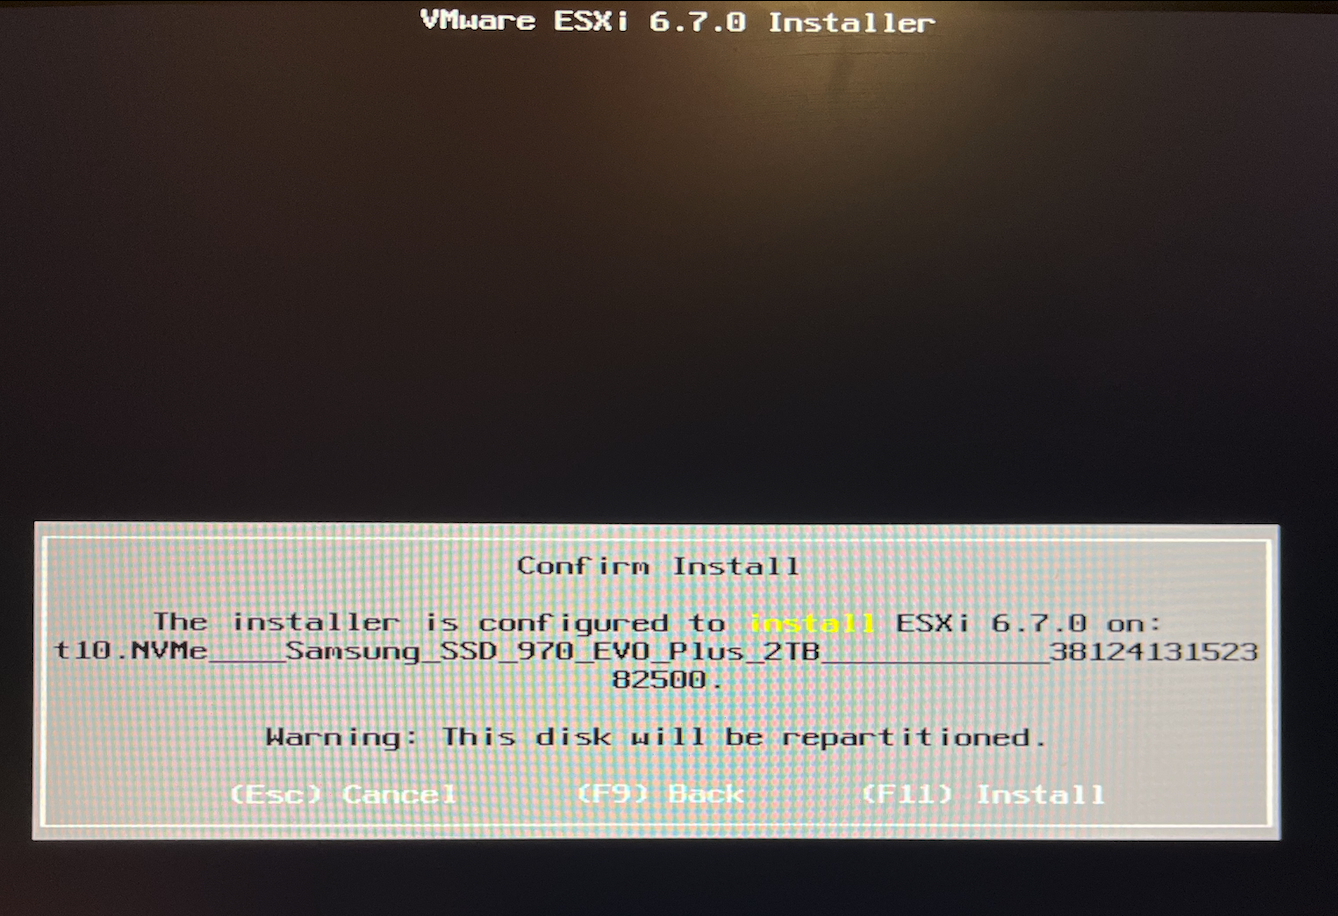 VMware ESXi 6.7.0 Installer
Confirm Install
The installer is configured to install ESXi 6.7.0 on:
t10.NVMe____Samsung_SSD_970_EVO_Plus_2TB____________38124131523
82500.
Warning: This disk will be repartitioned.
(Esc) Cancel (F9) Back (F11) Install